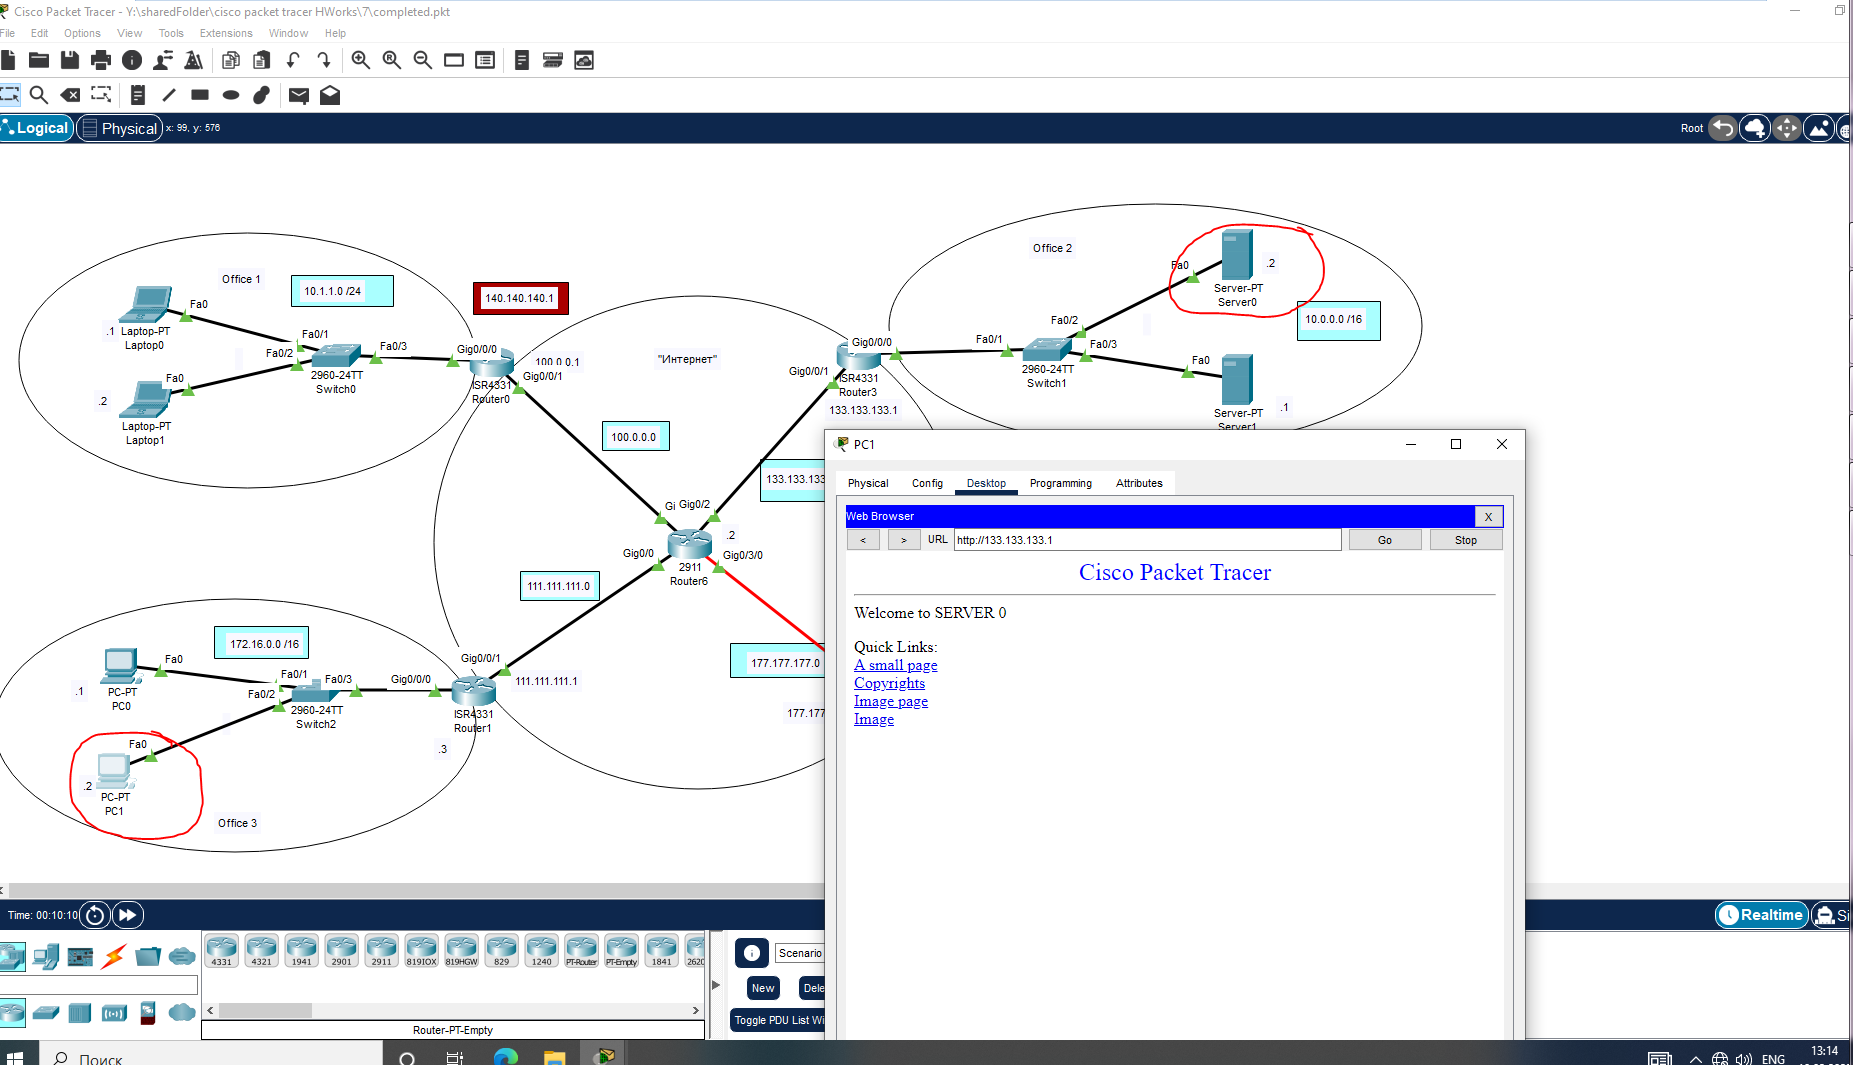 Cisco Packet Tracer - Y:\sharedFolder\cisco packet tracer HWorks\7\completed.pkt
File Edit Options View Tools Extensions Window Help
Logical Physical x: 99, y: 576 Root
Office 1
10.1.1.0 /24
140.140.140.1
Fa0
.1 Laptop-PT
Laptop0
Fa0/1
Fa0/2
Fa0/3
2960-24TT
Switch0
Fa0
.2
Laptop-PT
Laptop1
Gig0/0/0
100.0.0.1
Gig0/0/1
ISR4331
Router0
"Интернет"
100.0.0.0
Office 2
Fa0
.2
Server-PT
Server0
10.0.0.0 /16
Fa0/2
Fa0/1
Fa0/3
2960-24TT
Switch1
Fa0
Server-PT
Server1
.1
Gig0/0/0
Gig0/0/1
ISR4331
Router3
133.133.133.1
133.133.133
Gi Gig0/2
.2
Gig0/0
Gig0/3/0
2911
Router6
111.111.111.0
177.177.177.0
177.177
172.16.0.0 /16
Fa0
.1
PC-PT
PC0
Fa0/1
Fa0/2
Fa0/3
2960-24TT
Switch2
Gig0/0/0
Gig0/0/1
111.111.111.1
ISR4331
Router1
.3
Fa0
.2
PC-PT
PC1
Office 3
PC1
Physical Config Desktop Programming Attributes
Web Browser X
< > URL http://133.133.133.1 Go Stop
Cisco Packet Tracer
Welcome to SERVER 0
Quick Links:
A small page
Copyrights
Image page
Image
Time: 00:10:10
Realtime Si
4331 4321 1941 2901 2911 819IOX 819HGW 829 1240 PT-Router PT-Empty 1841 2620
Router-PT-Empty
Scenario
New Dele
Toggle PDU List Wi
Поиск
ENG
13:14